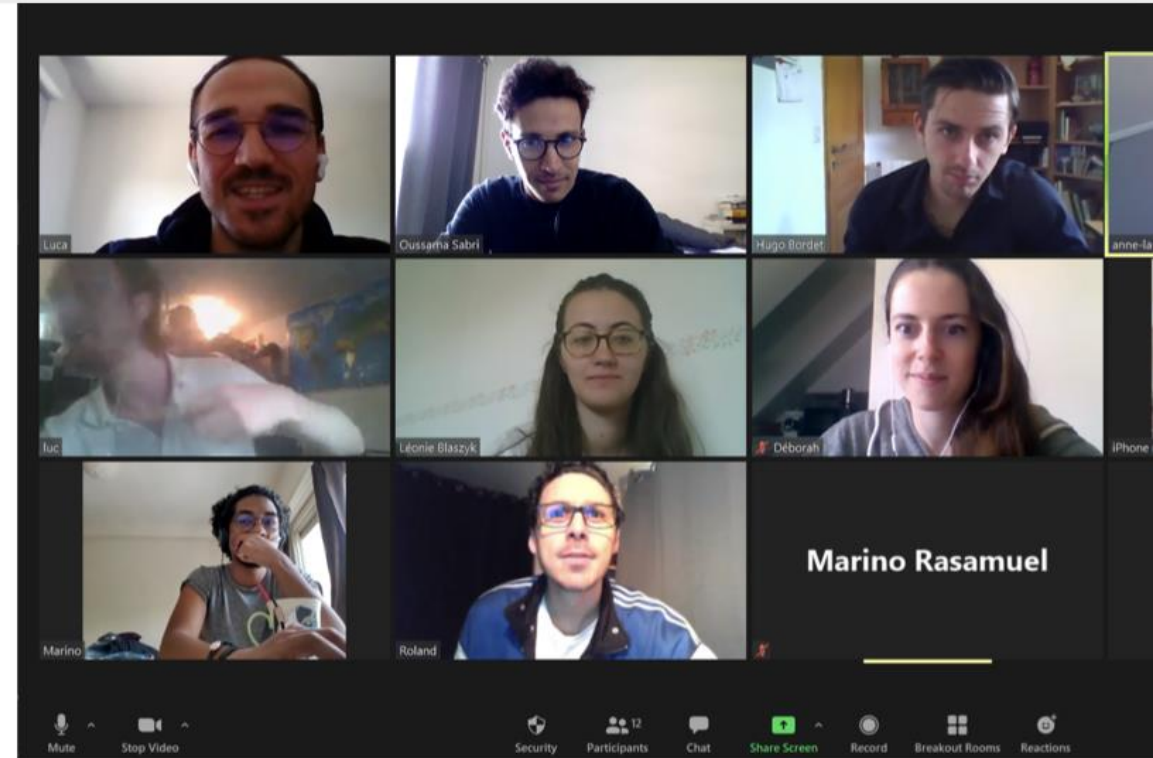 Luca
Oussama Sabri
Hugo Bordet
anne-la
luc
Léonie Blaszyk
Déborah
iPhone
Marino
Roland
Marino Rasamuel
Mute
Stop Video
Security
Participants
12
Chat
Share Screen
Record
Breakout Rooms
Reactions